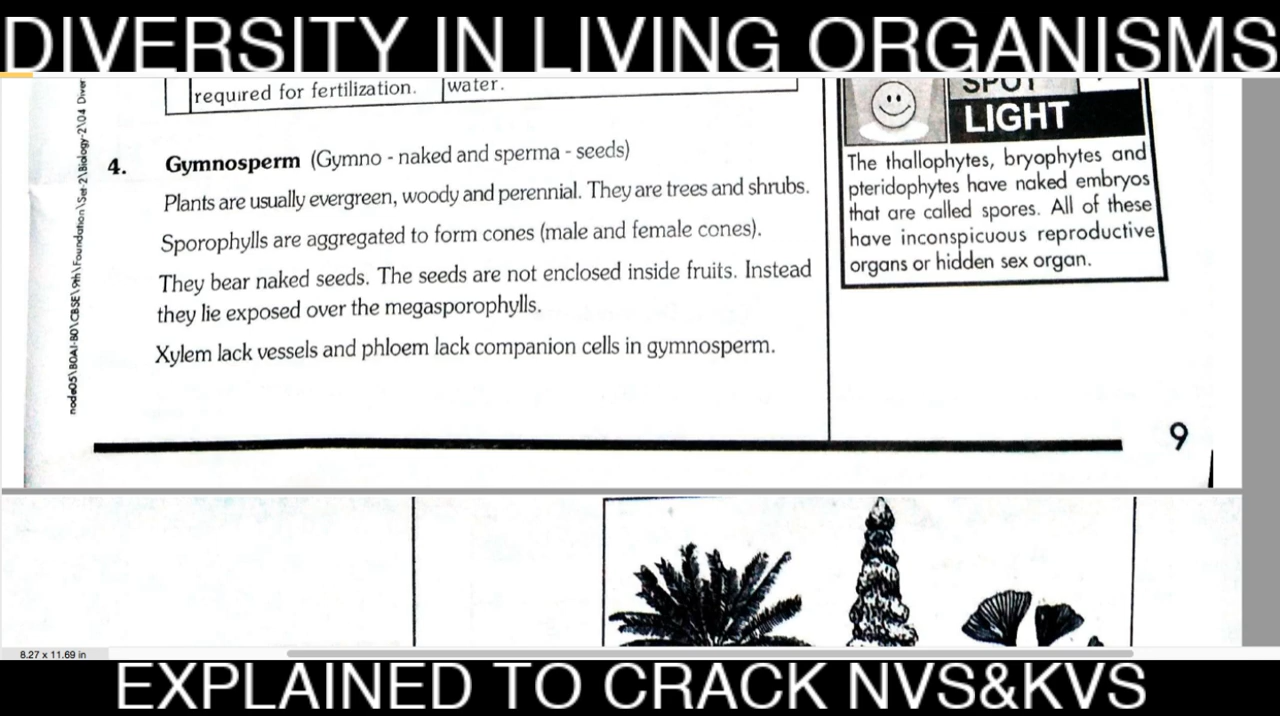 DIVERSITY IN LIVING ORGANISMS
required for fertilization.
water.
4. Gymnosperm (Gymno - naked and sperma - seeds)
Plants are usually evergreen, woody and perennial. They are trees and shrubs.
Sporophylls are aggregated to form cones (male and female cones).
They bear naked seeds. The seeds are not enclosed inside fruits. Instead
they lie exposed over the megasporophylls.
Xylem lack vessels and phloem lack companion cells in gymnosperm.
SPOT
LIGHT
The thallophytes, bryophytes and
pteridophytes have naked embryos
that are called spores. All of these
have inconspicuous reproductive
organs or hidden sex organ.
9
8.27 x 11.69 in
EXPLAINED TO CRACK NVS&KVS